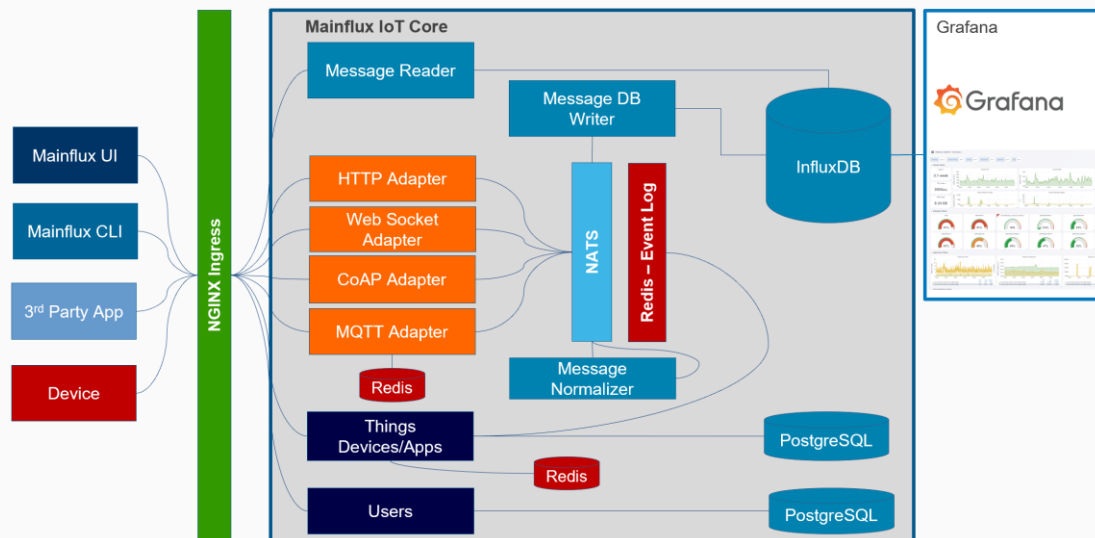 Mainflux IoT Core
Grafana
Message Reader
Message DB
Writer
Grafana
Mainflux UI
InfluxDB
HTTP Adapter
Web Socket
Adapter
Mainflux CLI
NGINX Ingress
NATS
Redis – Event Log
CoAP Adapter
3rd Party App
MQTT Adapter
Message
Normalizer
Device
Redis
Things
Devices/Apps
PostgreSQL
Redis
Users
PostgreSQL